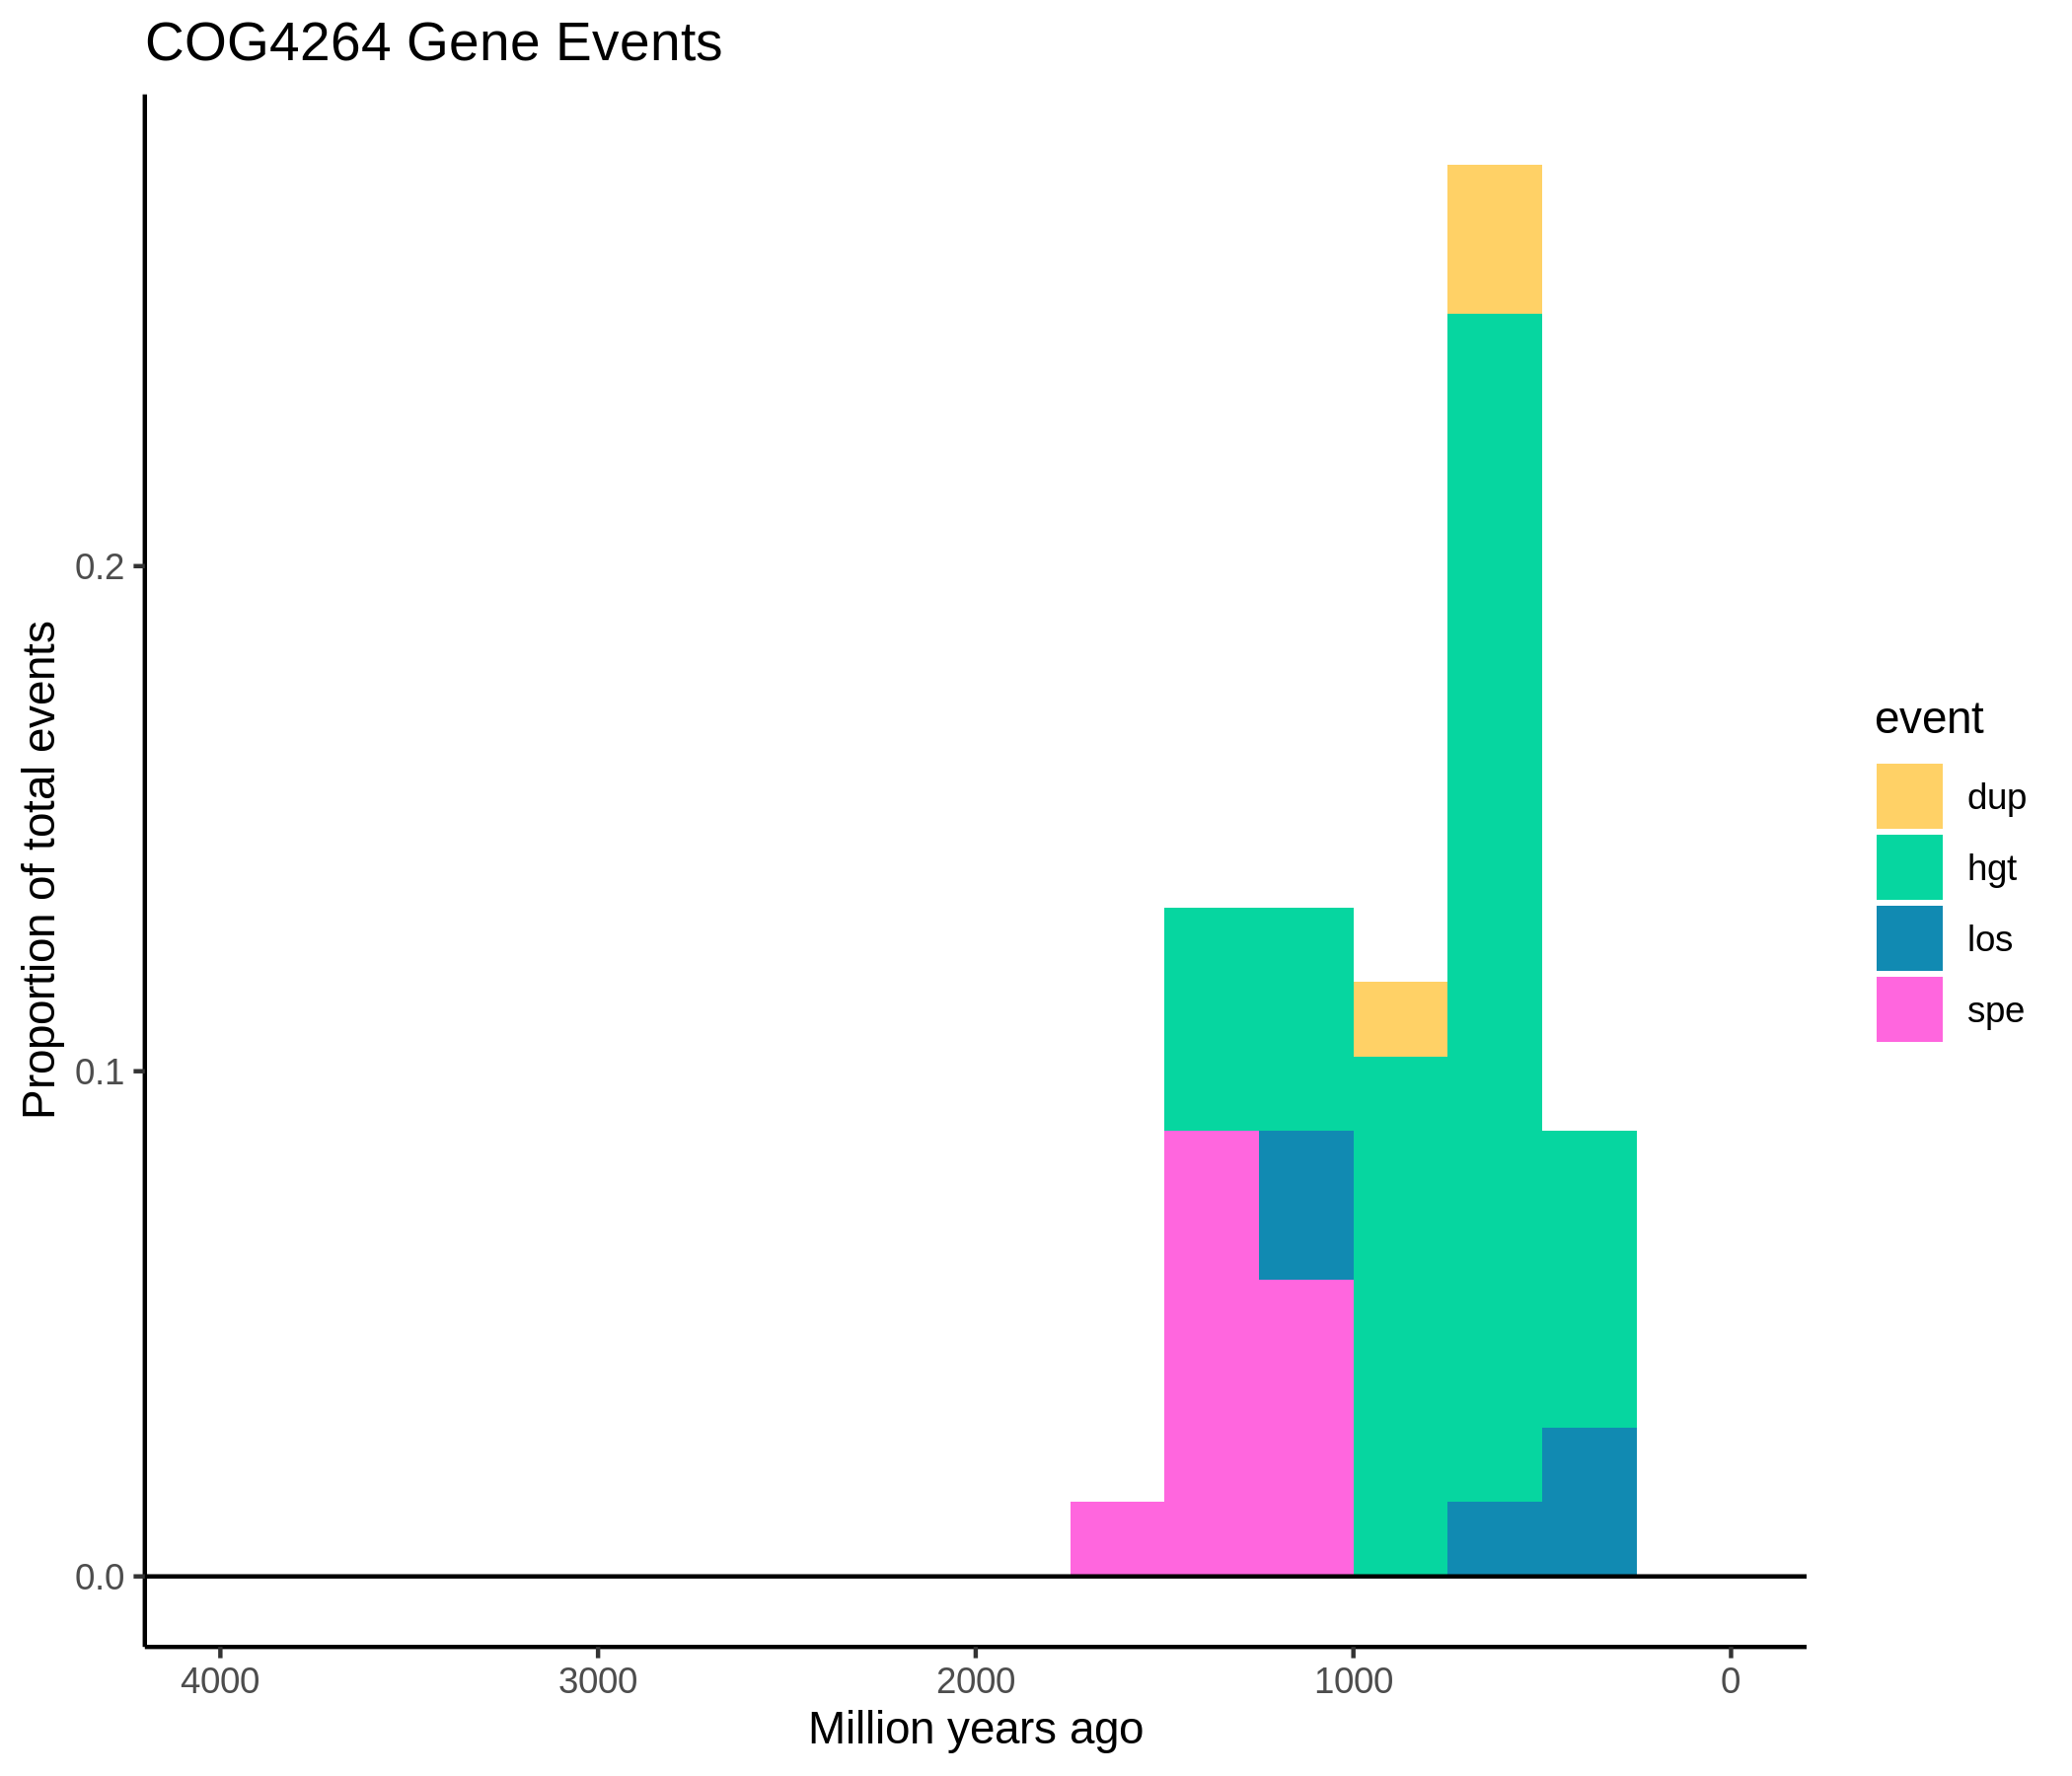 COG4264 Gene Events
Proportion of total events
0.2
0.1
0.0
4000 3000 2000 1000 0
Million years ago
event
dup
hgt
los
spe